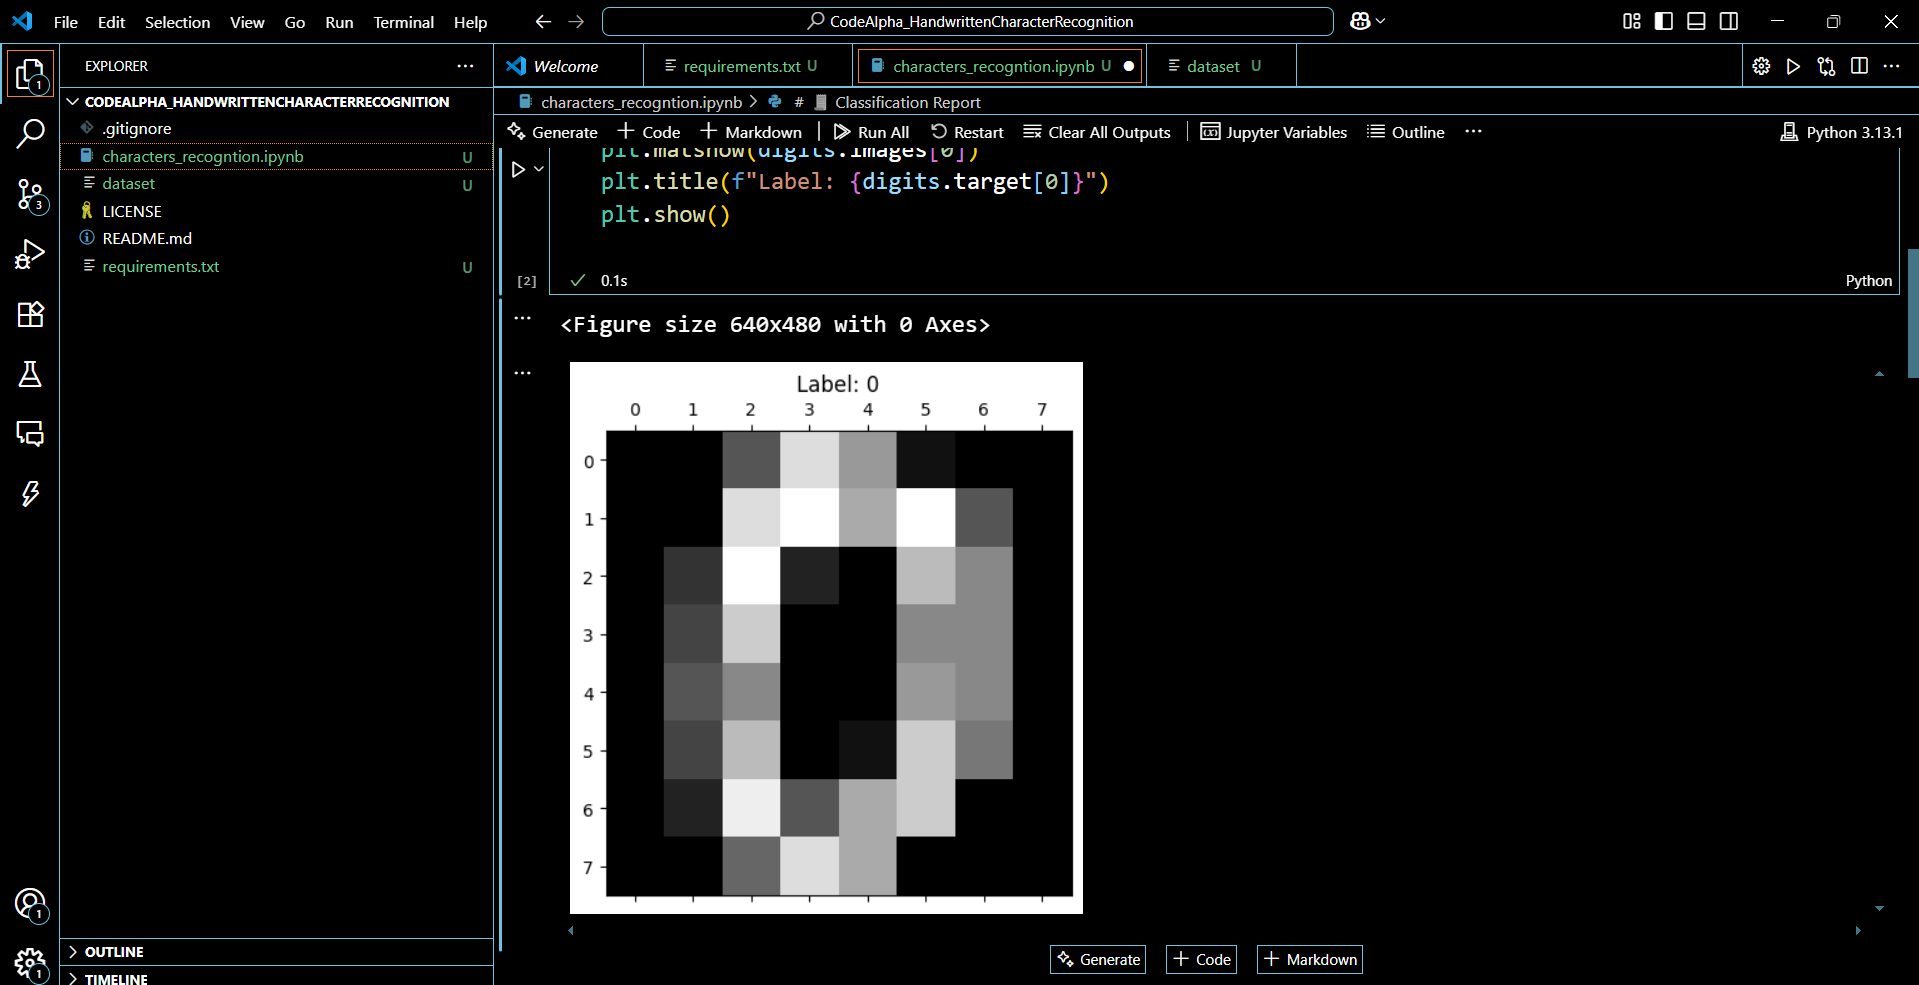 File Edit Selection View Go Run Terminal Help
CodeAlpha_HandwrittenCharacterRecognition
EXPLORER
Welcome
requirements.txt U
characters_recogntion.ipynb U
dataset U
CODEALPHA_HANDWRITTENCHARACTERRECOGNITION
.gitignore
characters_recogntion.ipynb U
dataset U
LICENSE
README.md
requirements.txt U
1
3
1
1
OUTLINE
TIMELINE
characters_recogntion.ipynb > # Classification Report
Generate + Code + Markdown | Run All Restart Clear All Outputs | Jupyter Variables Outline ...
Python 3.13.1
plt.matshow(digits.images[0])
plt.title(f"Label: {digits.target[0]}")
plt.show()
[2] ✓ 0.1s
Python
<Figure size 640x480 with 0 Axes>
Label: 0
0 1 2 3 4 5 6 7
0
1
2
3
4
5
6
7
Generate + Code + Markdown